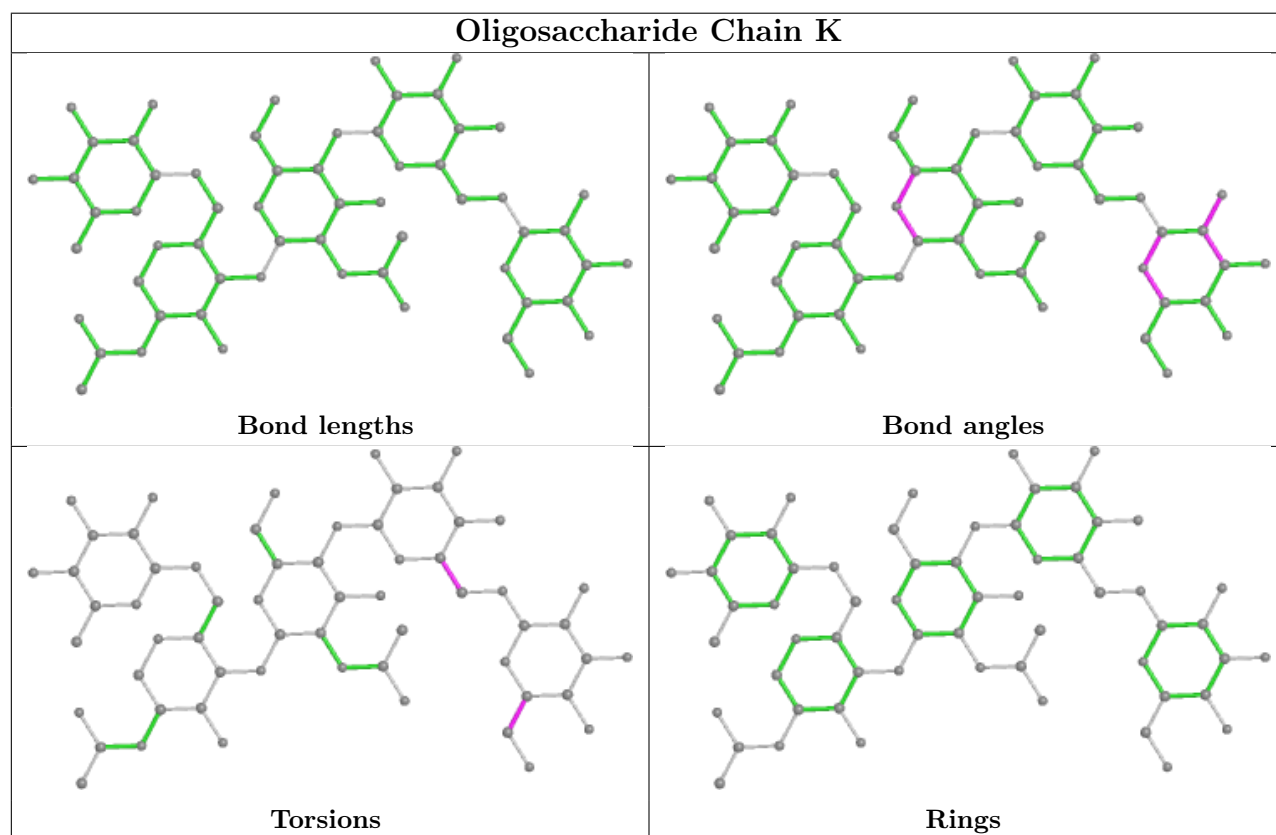 Oligosaccharide Chain K
Bond lengths
Bond angles
Torsions
Rings